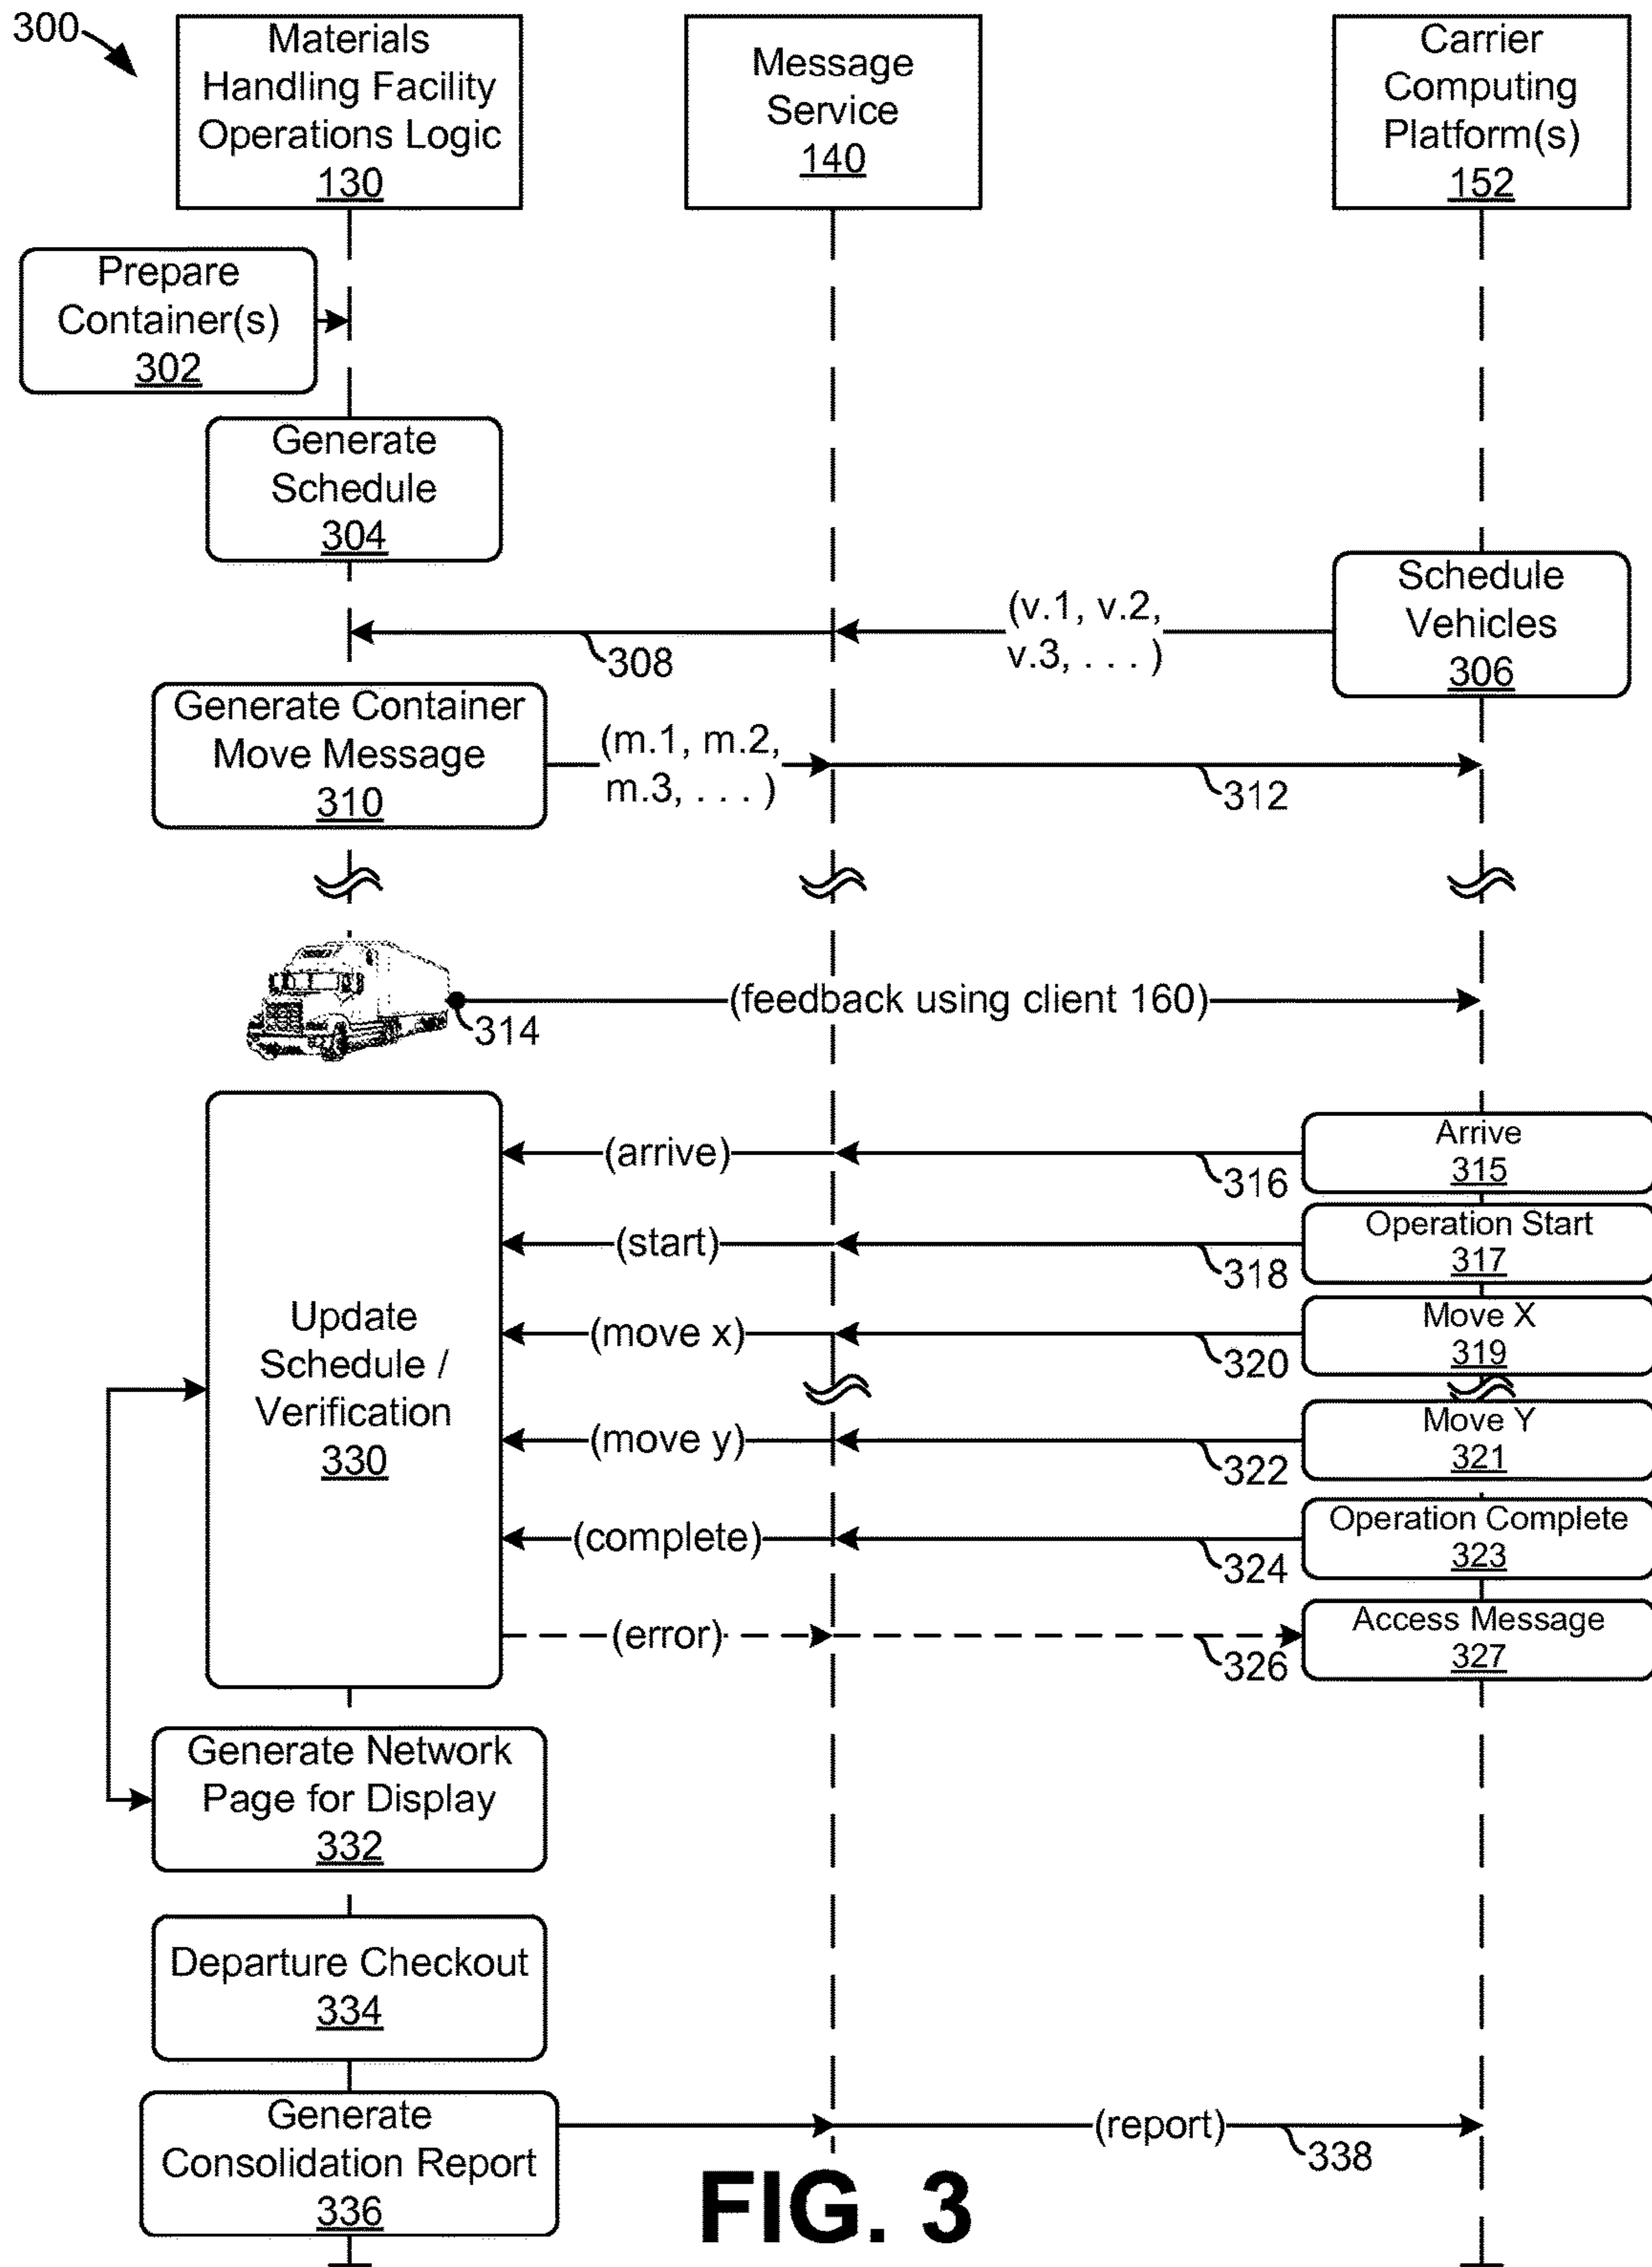 300
Materials
Handling Facility
Operations Logic
130
Message
Service
140
Carrier
Computing
Platform(s)
152
Prepare
Container(s)
302
Generate
Schedule
304
Schedule
Vehicles
306
(v.1, v.2,
v.3, . . . )
308
Generate Container
Move Message
310
(m.1, m.2,
m.3, . . . )
312
314
(feedback using client 160)
Update
Schedule /
Verification
330
(arrive)
316
Arrive
315
(start)
318
Operation Start
317
(move x)
320
Move X
319
(move y)
322
Move Y
321
(complete)
324
Operation Complete
323
(error)
326
Access Message
327
Generate Network
Page for Display
332
Departure Checkout
334
Generate
Consolidation Report
336
(report)
338
FIG. 3